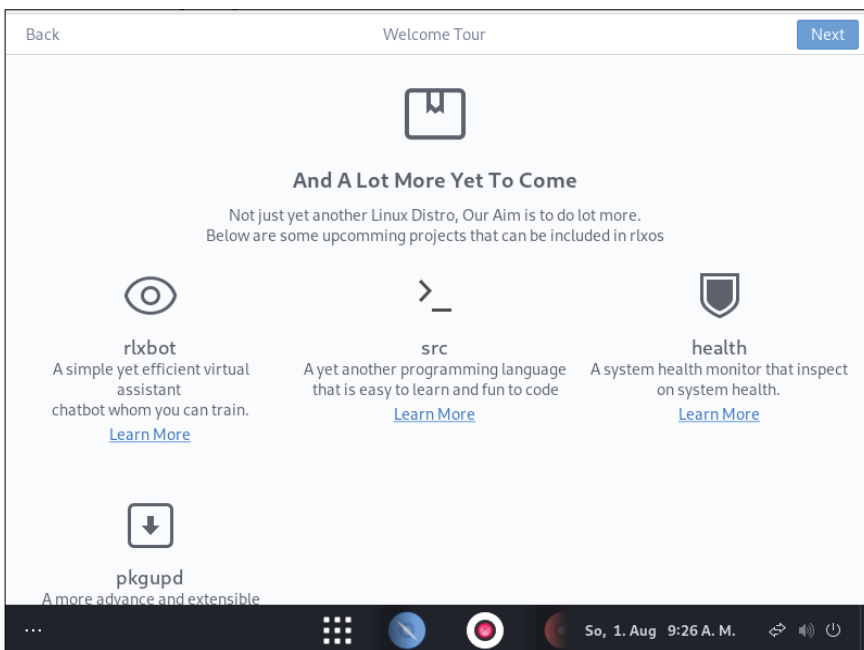 Back
Welcome Tour
Next
And A Lot More Yet To Come
Not just yet another Linux Distro, Our Aim is to do lot more.
Below are some upcomming projects that can be included in rlxos
rlxbot
A simple yet efficient virtual
assistant
chatbot whom you can train.
Learn More
src
A yet another programming language
that is easy to learn and fun to code
Learn More
health
A system health monitor that inspect
on system health.
Learn More
pkgupd
A more advance and extensible
So, 1. Aug 9:26 A. M.